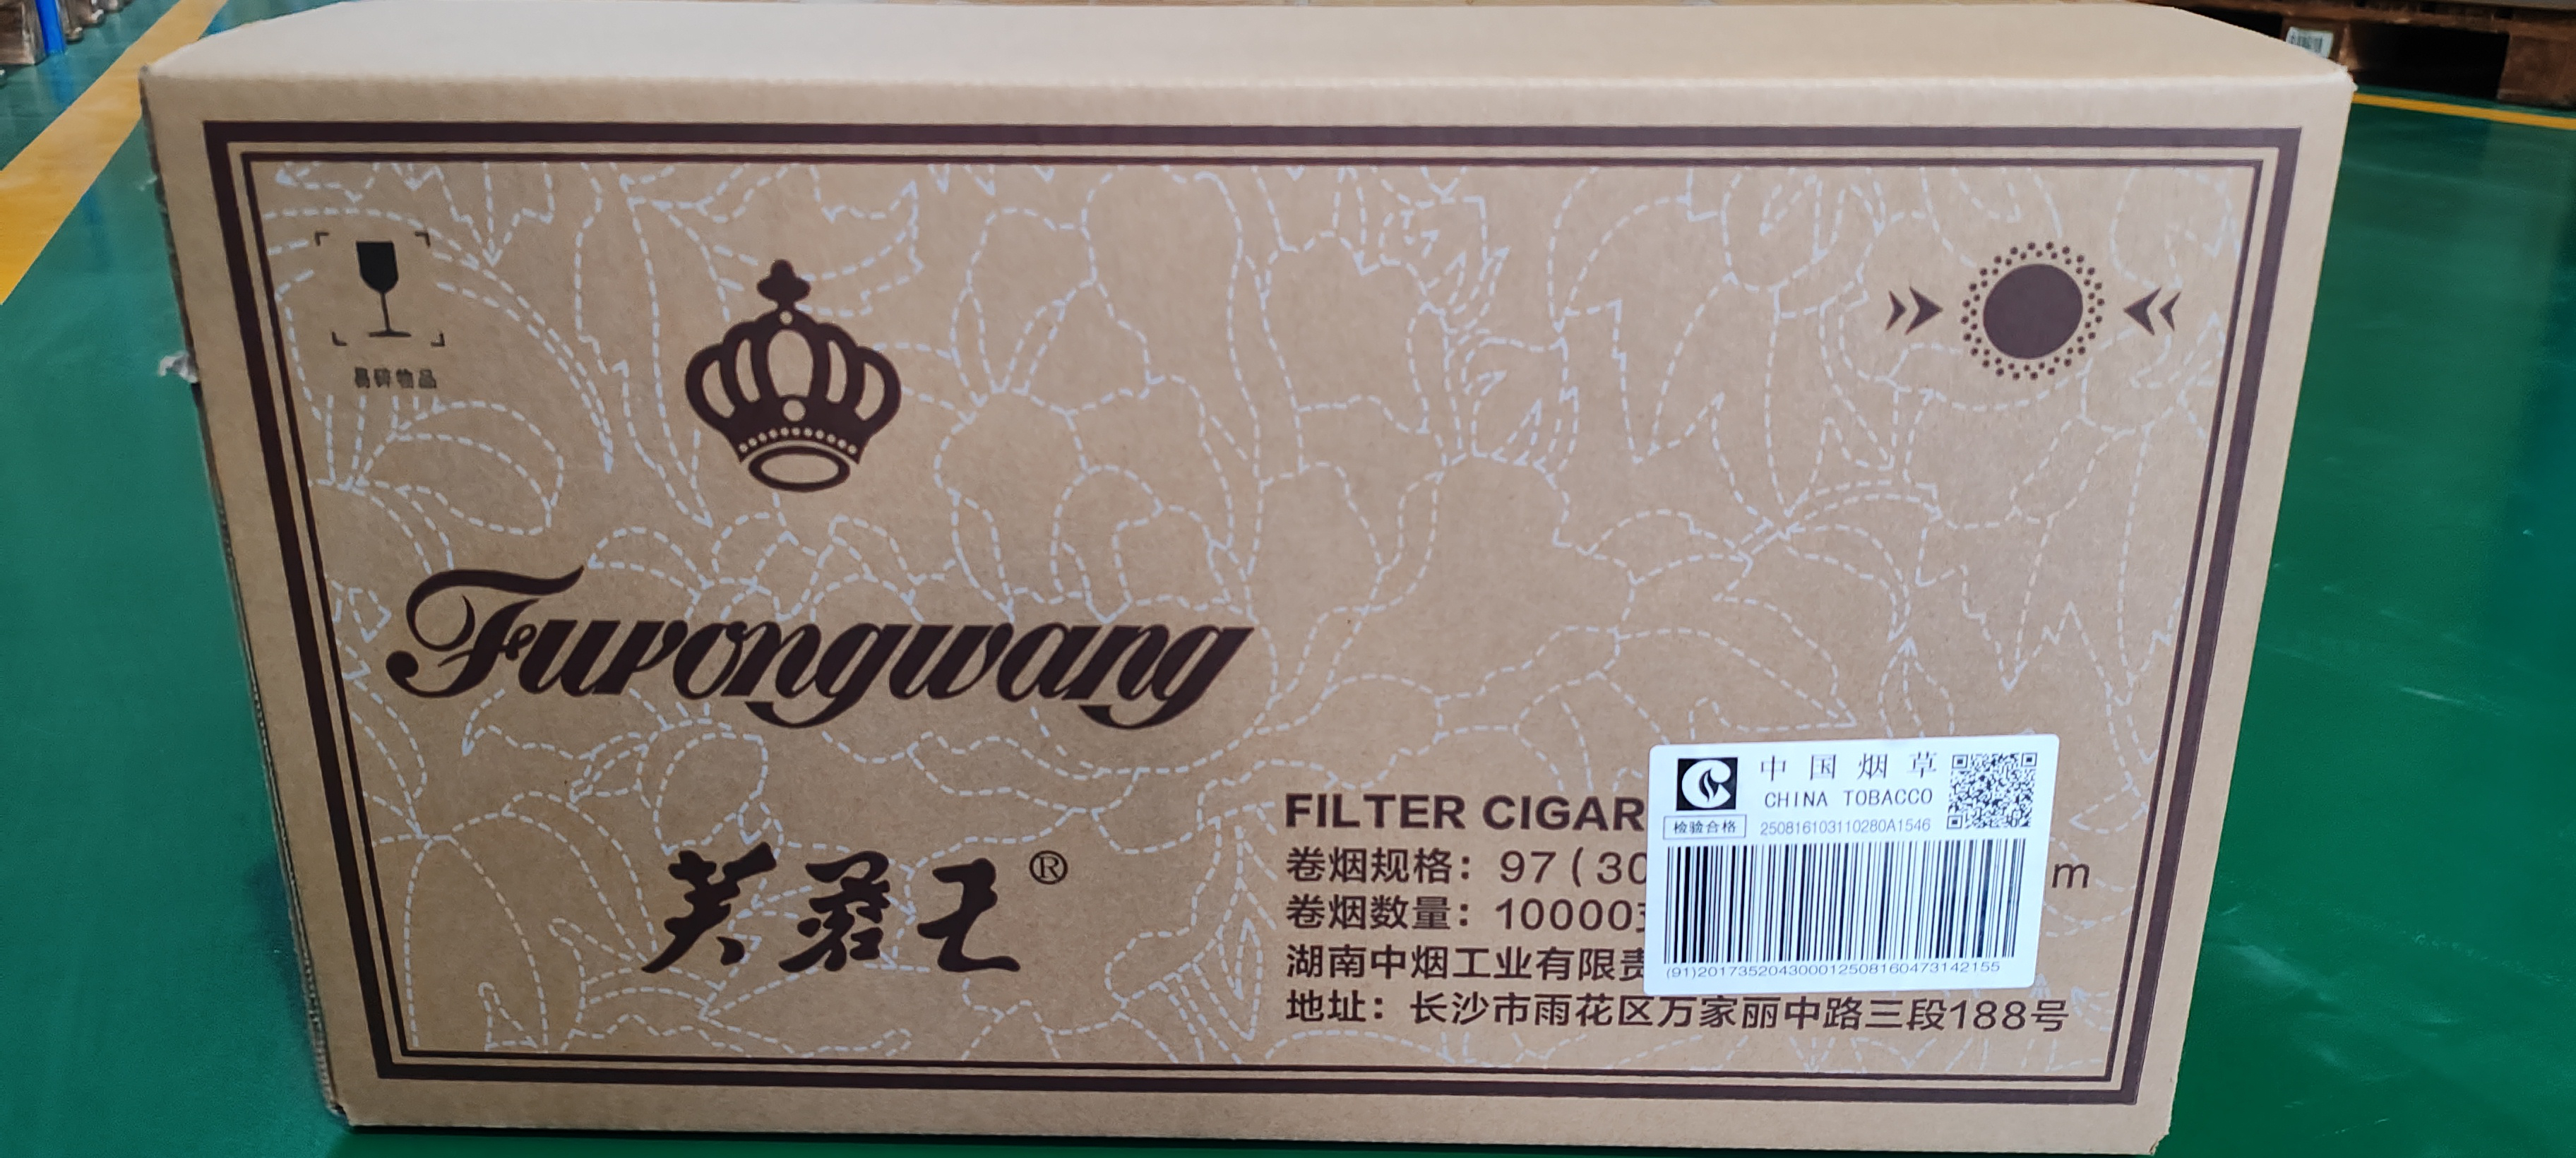 易碎物品
Furongwang
芙蓉王®
FILTER CIGAR
卷烟规格：97（30
m
卷烟数量：10000
湖南中烟工业有限责
地址：长沙市雨花区万家丽中路三段188号
中国烟草
CHINA TOBACCO
检验合格
250816103110280A1546
(91)20173520430001250816047314​2155